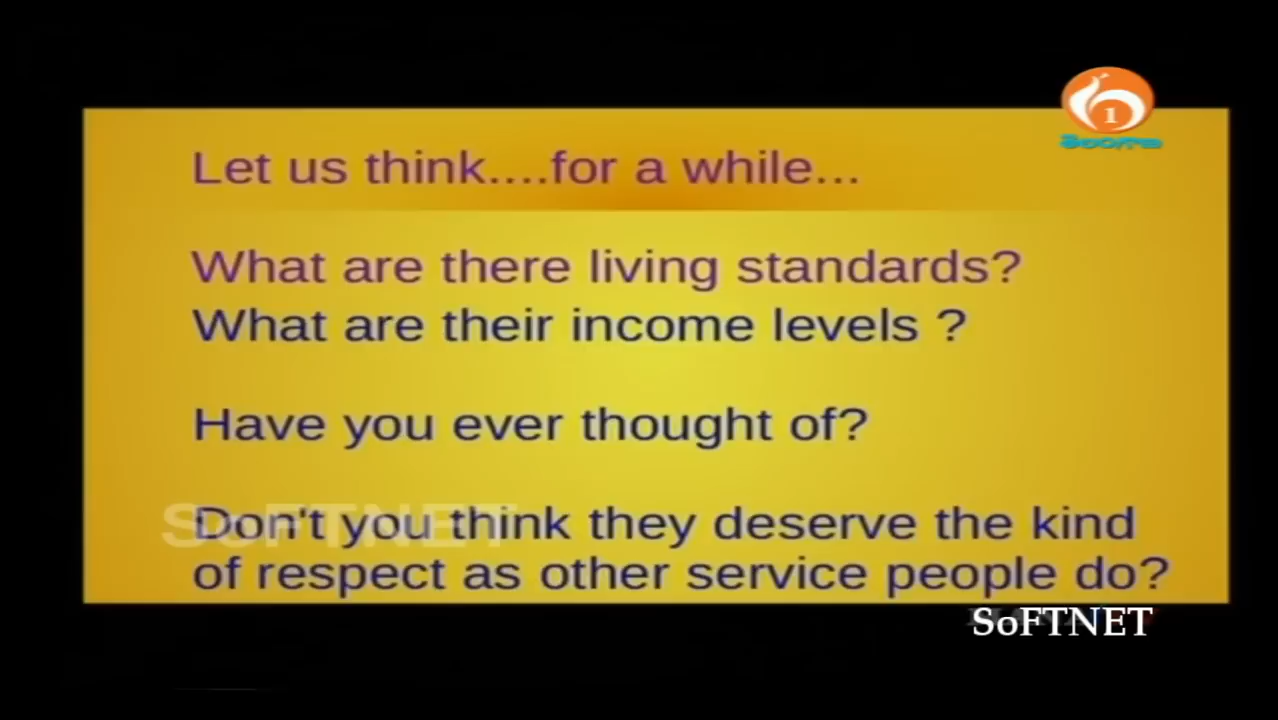 1
Let us think....for a while...
What are there living standards?
What are their income levels ?
Have you ever thought of?
Don't you think they deserve the kind
of respect as other service people do?
SoFTNET
SoFTNET